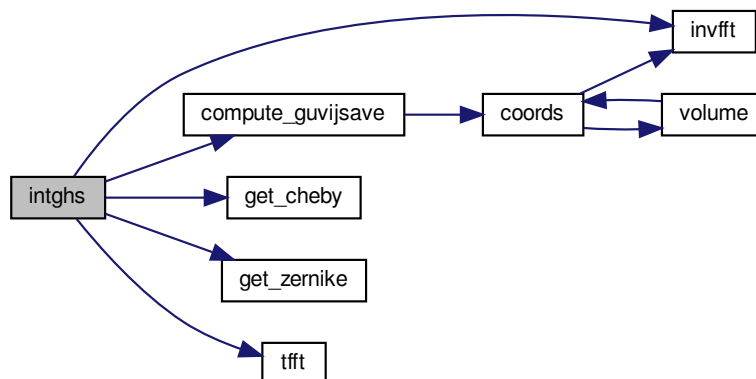 invfft
compute_guvijsave
coords
volume
intghs
get_cheby
get_zernike
tfft